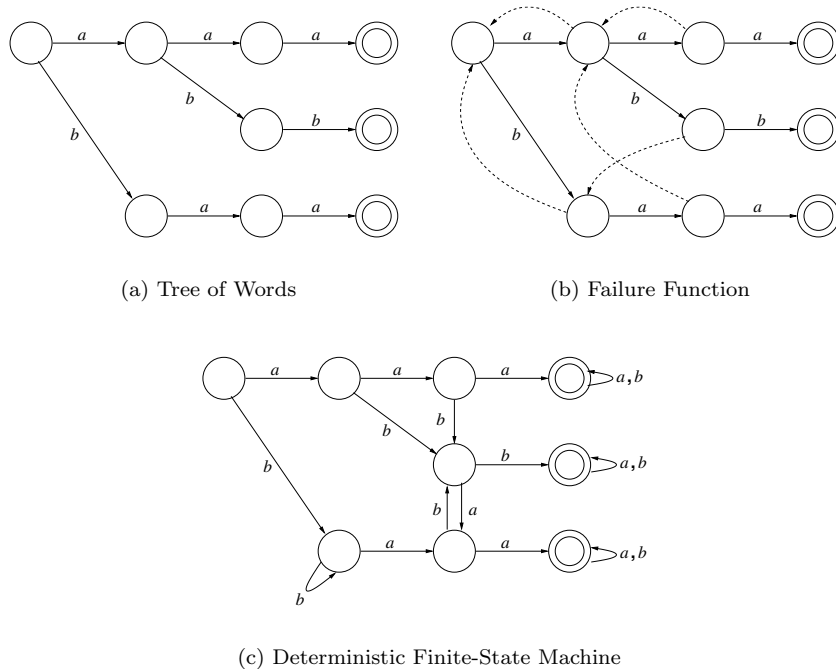 a a a
a a a
b
b
b
b
b
b
a a
a a
(a) Tree of Words
(b) Failure Function
a a a
a,b
b
b
b
b
a,b
b a
a a
a,b
b
(c) Deterministic Finite-State Machine